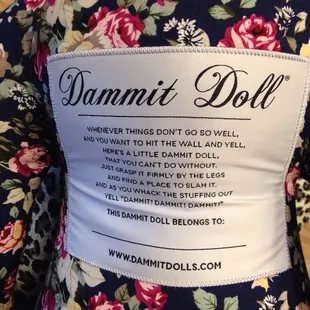 Dammit Doll®
WHENEVER THINGS DON'T GO SO WELL,
AND YOU WANT TO HIT THE WALL AND YELL,
HERE'S A LITTLE DAMMIT DOLL,
THAT YOU CAN'T DO WITHOUT.
JUST GRASP IT FIRMLY BY THE LEGS
AND FIND A PLACE TO SLAM IT.
AND AS YOU WHACK THE STUFFING OUT
YELL "DAMMIT! DAMMIT! DAMMIT!"
THIS DAMMIT DOLL BELONGS TO:
WWW.DAMMITDOLLS.COM